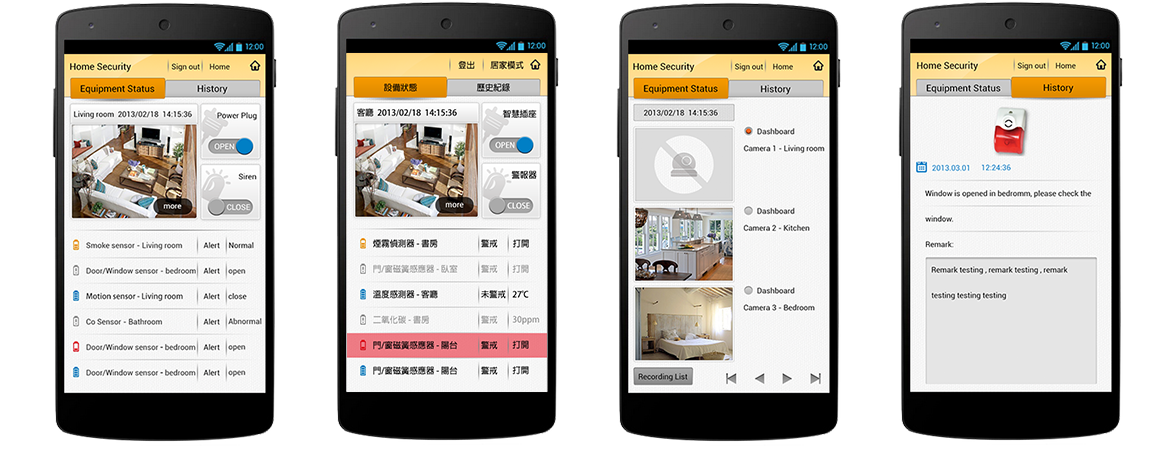 12:00
Home Security Sign out Home
Equipment Status History
Living room 2013/02/18 14:15:36
Power Plug
OPEN
Siren
CLOSE
more
Smoke sensor - Living room Alert Normal
Door/Window sensor - bedroom Alert open
Motion sensor - Living room Alert close
Co Sensor - Bathroom Alert Abnormal
Door/Window sensor - bedroom Alert open
Door/Window sensor - bedroom Alert open
12:00
登出 居家模式
設備狀態 歷史紀錄
客廳 2013/02/18 14:15:36
智慧插座
OPEN
警報器
CLOSE
more
煙霧偵測器 - 書房 警戒 打開
門/窗磁簧感應器 - 臥室 警戒 打開
溫度感測器 - 客廳 未警戒 27℃
二氧化碳 - 書房 警戒 30ppm
門/窗磁簧感應器 - 陽台 警戒 打開
門/窗磁簧感應器 - 陽台 警戒 打開
12:00
Home Security Sign out Home
Equipment Status History
2013/02/18 14:15:36
Dashboard
Camera 1 - Living room
Dashboard
Camera 2 - Kitchen
Dashboard
Camera 3 - Bedroom
Recording List
12:00
Home Security Sign out Home
Equipment Status History
2013.03.01 12:24:36
Window is opened in bedromm, please check the
window.
Remark:
Remark testing , remark testing , remark
testing testing testing